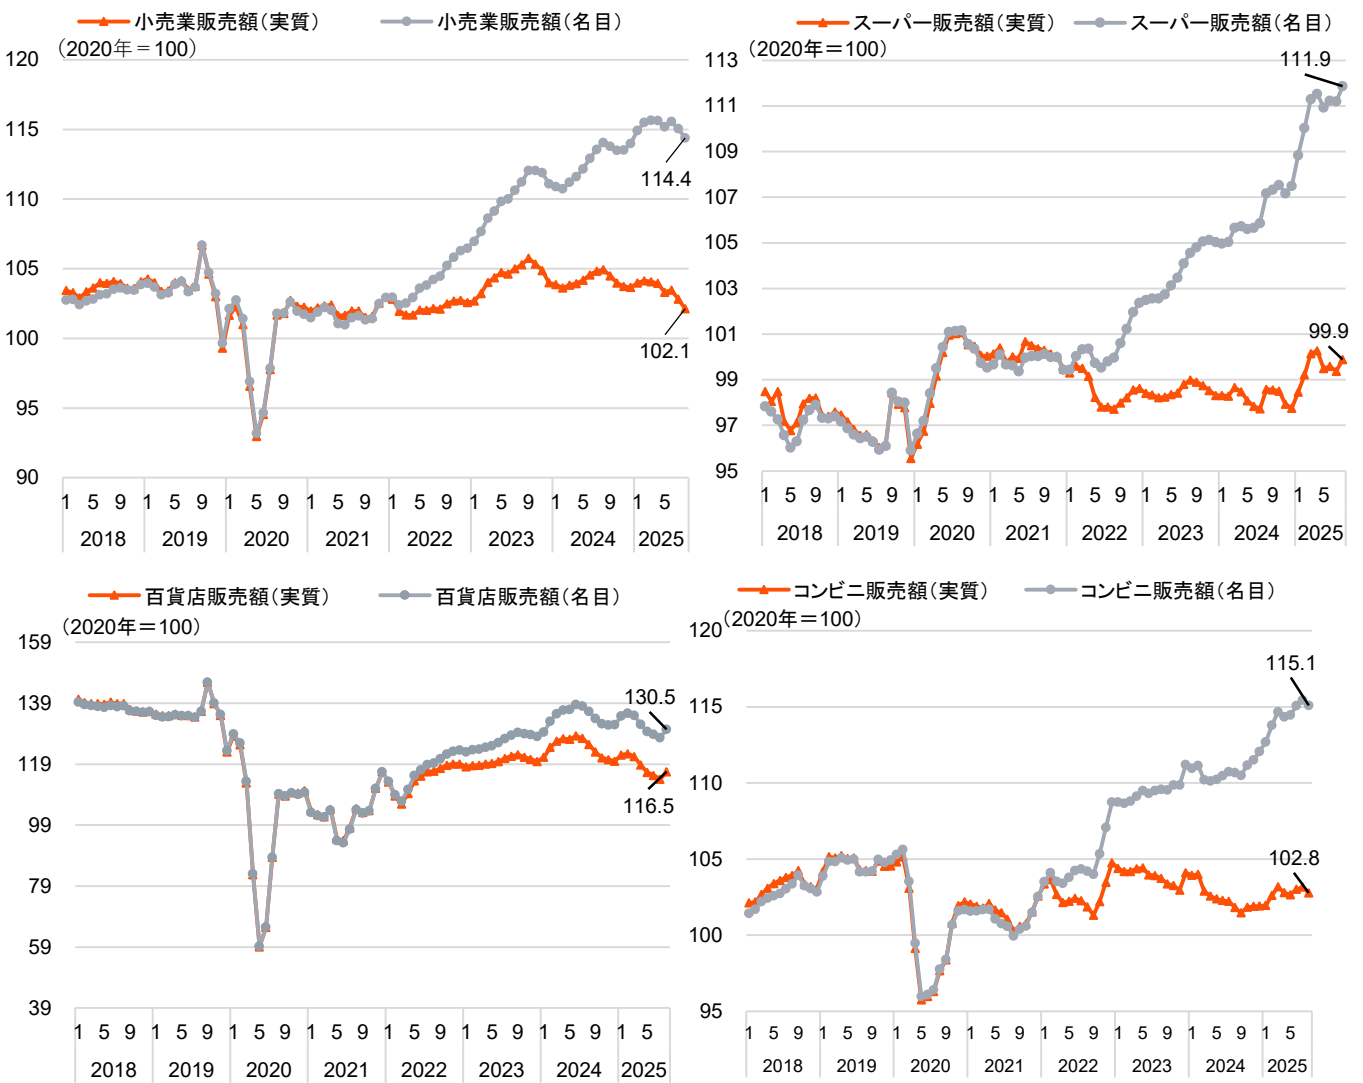 小売業販売額（実質） 小売業販売額（名目）
（2020年＝100）
120
115
110
105
100
95
90
114.4
102.1
1 5 9 1 5 9 1 5 9 1 5 9 1 5 9 1 5 9 1 5 9 1 5
2018 2019 2020 2021 2022 2023 2024 2025
スーパー販売額（実質） スーパー販売額（名目）
（2020年＝100）
113
111
109
107
105
103
101
99
97
95
111.9
99.9
1 5 9 1 5 9 1 5 9 1 5 9 1 5 9 1 5 9 1 5 9 1 5
2018 2019 2020 2021 2022 2023 2024 2025
百貨店販売額（実質） 百貨店販売額（名目）
（2020年＝100）
159
139
119
99
79
59
39
130.5
116.5
1 5 9 1 5 9 1 5 9 1 5 9 1 5 9 1 5 9 1 5 9 1 5
2018 2019 2020 2021 2022 2023 2024 2025
コンビニ販売額（実質） コンビニ販売額（名目）
（2020年＝100）
120
115
110
105
100
95
115.1
102.8
1 5 9 1 5 9 1 5 9 1 5 9 1 5 9 1 5 9 1 5 9 1 5
2018 2019 2020 2021 2022 2023 2024 2025